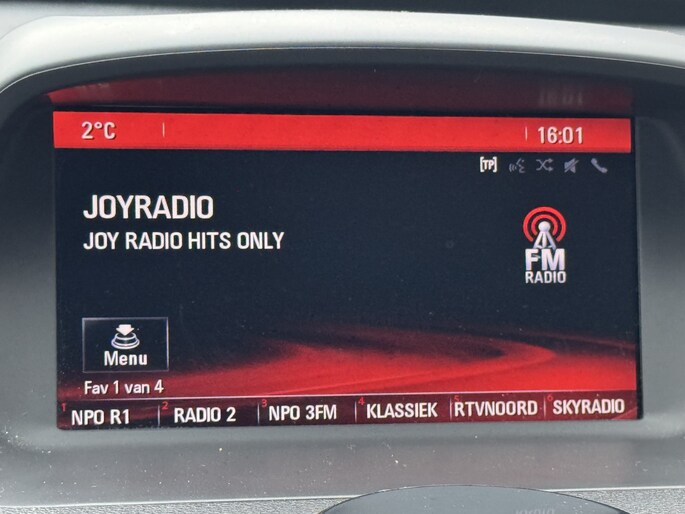 2°C 16:01
[TP]
JOYRADIO
JOY RADIO HITS ONLY
FM
RADIO
Menu
Fav 1 van 4
1 NPO R1 2 RADIO 2 3 NPO 3FM 4 KLASSIEK 5 RTVNOORD 6 SKYRADIO